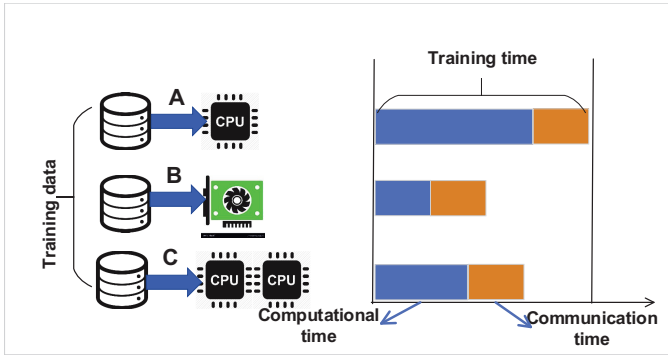 Training time
Training data
A
CPU
B
C
CPU
CPU
Computational
time
Communication
time